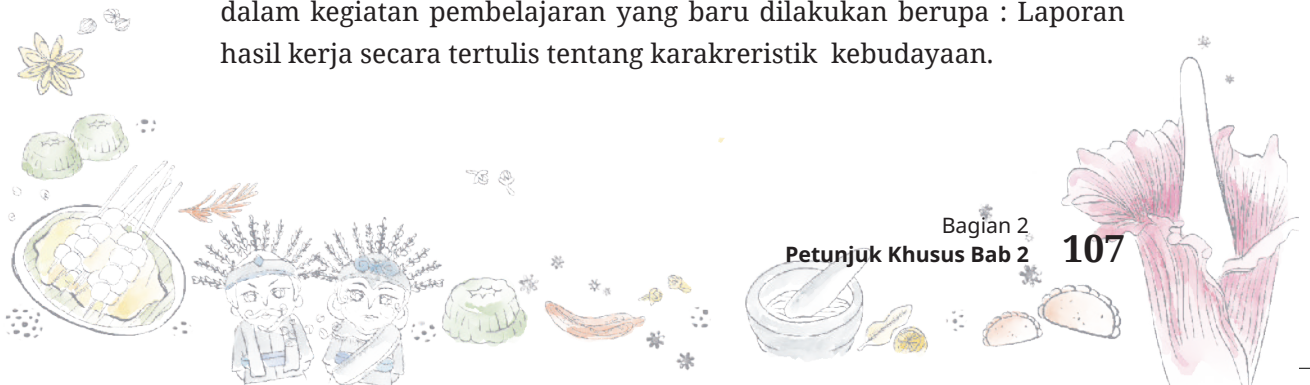 dalam kegiatan pembelajaran yang baru dilakukan berupa : Laporan
hasil kerja secara tertulis tentang karakreristik kebudayaan.
Bagian 2
Petunjuk Khusus Bab 2 107